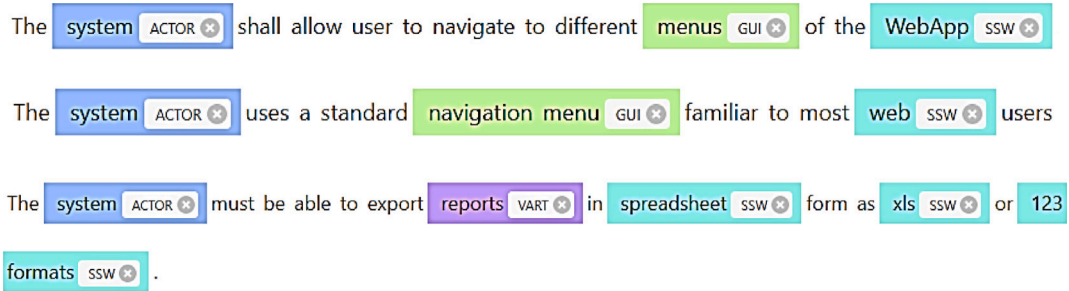 The system ACTOR shall allow user to navigate to different menus GUI of the WebApp SSW
The system ACTOR uses a standard navigation menu GUI familiar to most web SSW users
The system ACTOR must be able to export reports VART in spreadsheet SSW form as xls SSW or 123
formats SSW .